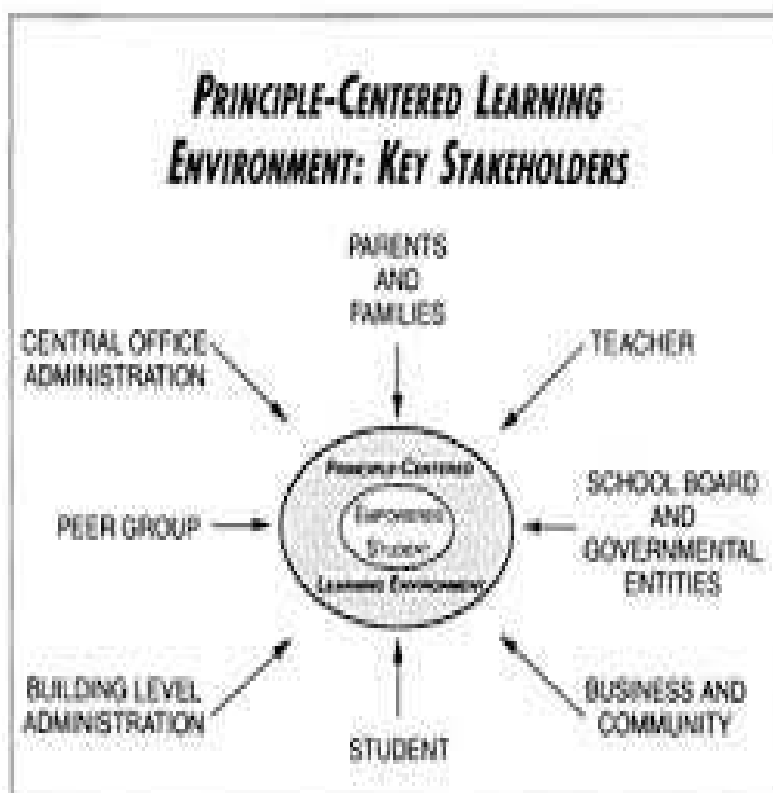 PRINCIPLE-CENTERED LEARNING
ENVIRONMENT: KEY STAKEHOLDERS
PARENTS
AND
FAMILIES
CENTRAL OFFICE
ADMINISTRATION
TEACHER
PRINCIPLE-CENTERED
EMPOWERED
STUDENT
LEARNING ENVIRONMENT
PEER GROUP
SCHOOL BOARD
AND
GOVERNMENTAL
ENTITIES
BUILDING LEVEL
ADMINISTRATION
STUDENT
BUSINESS AND
COMMUNITY